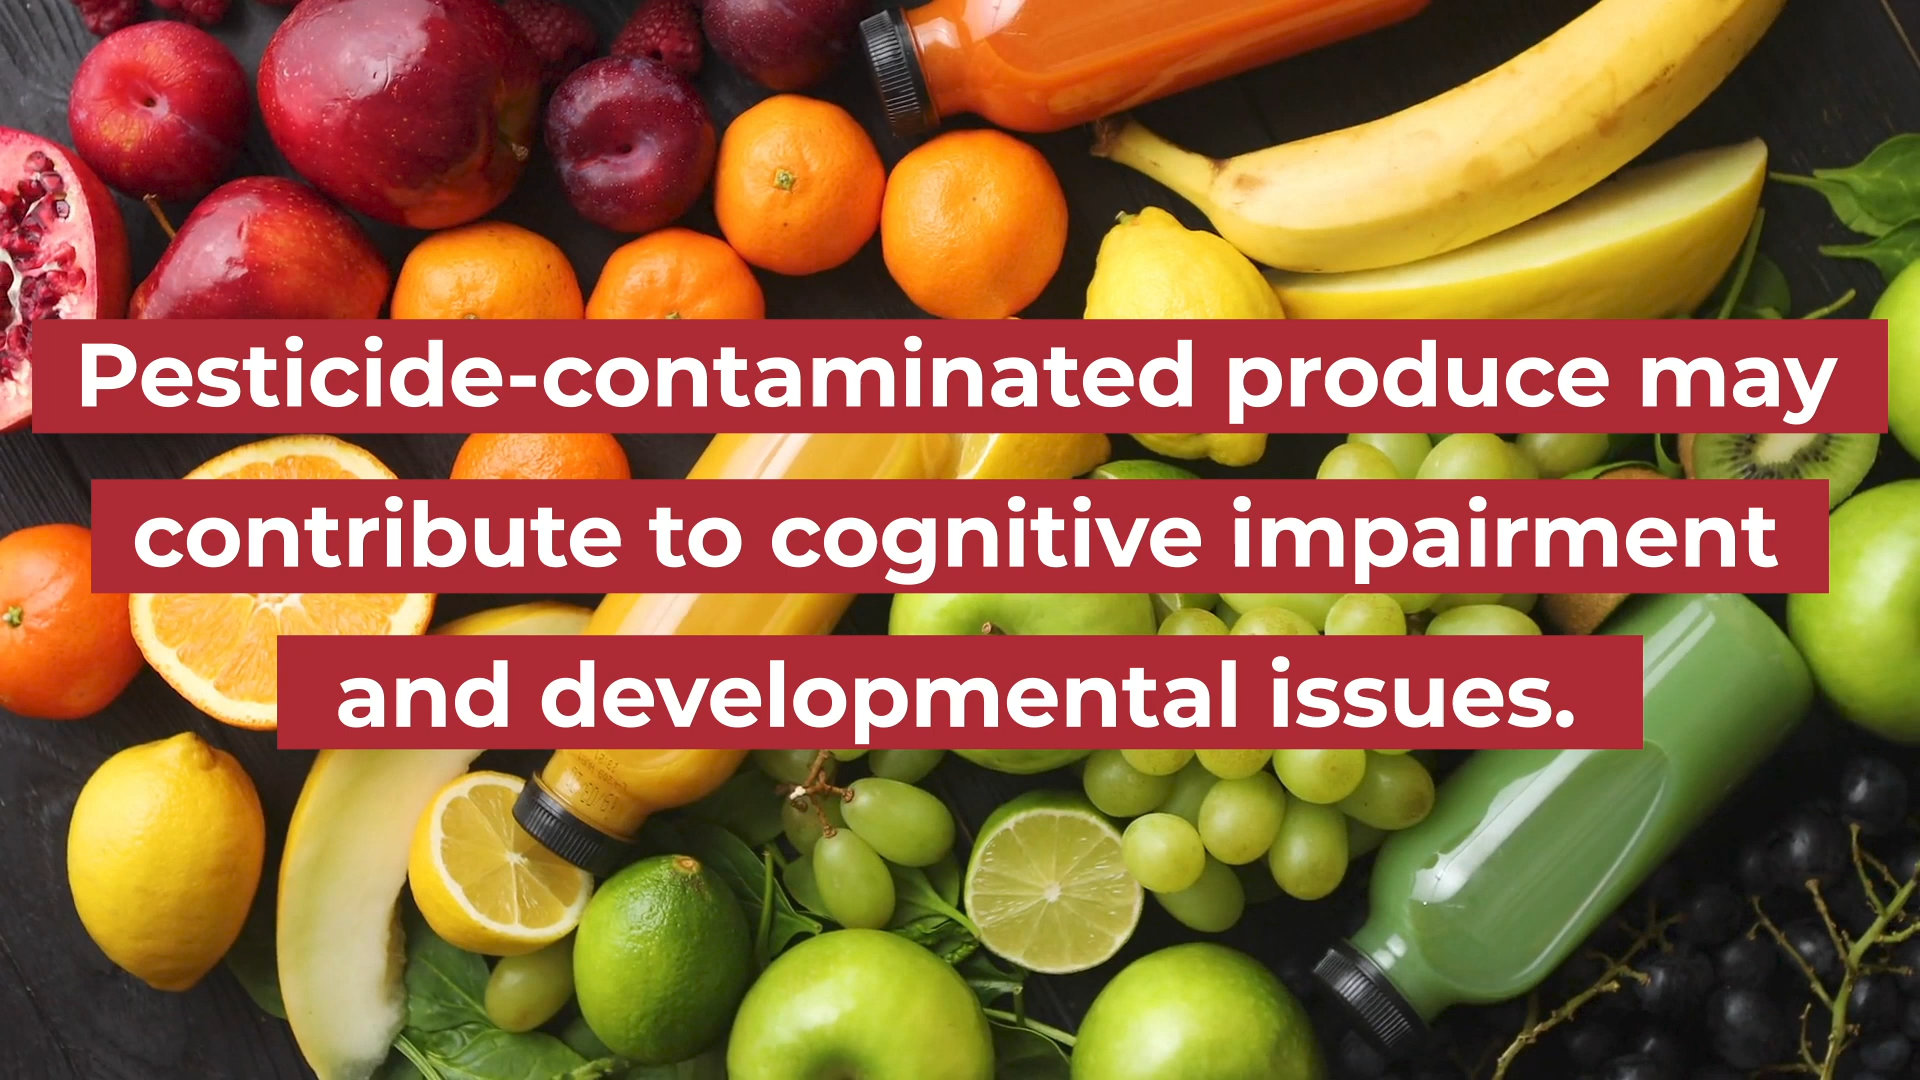 Pesticide-contaminated produce may
contribute to cognitive impairment
and developmental issues.